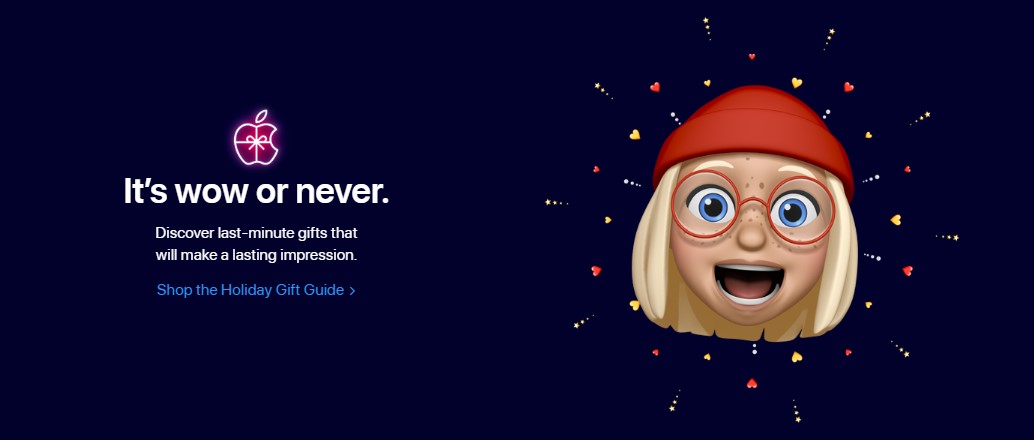 It’s wow or never.
Discover last-minute gifts that
will make a lasting impression.
Shop the Holiday Gift Guide >